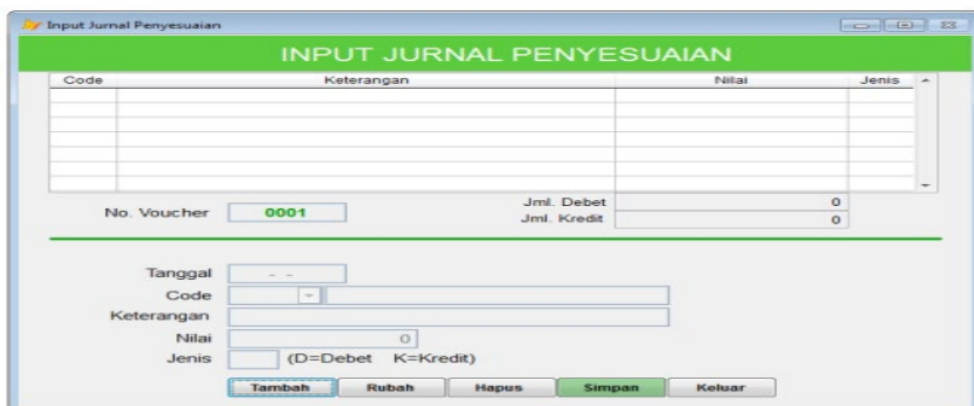 Input Jurnal Penyesuaian
INPUT JURNAL PENYESUAIAN
Code Keterangan Nilai Jenis
No. Voucher 0001 Jml. Debet 0
Jml. Kredit 0
Tanggal - -
Code
Keterangan
Nilai 0
Jenis (D=Debet K=Kredit)
Tambah Rubah Hapus Simpan Keluar